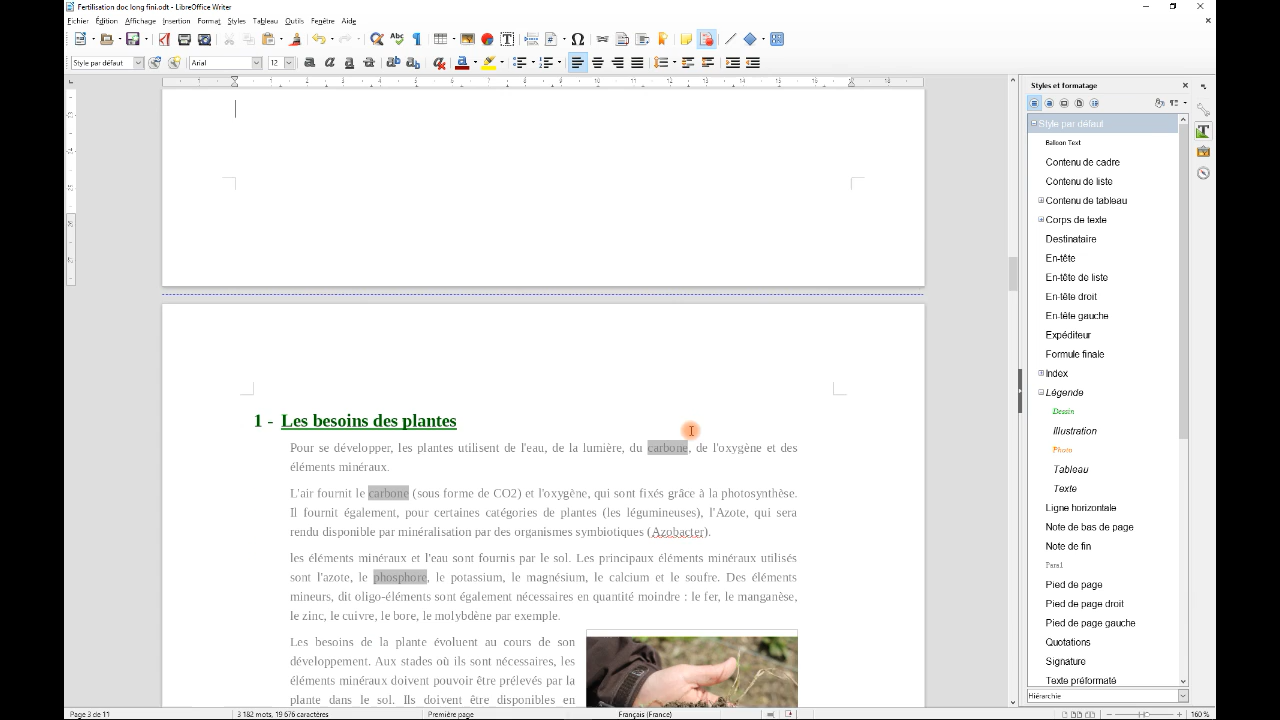 Fertilisation doc long fini.odt - LibreOffice Writer
Fichier Édition Affichage Insertion Format Styles Tableau Outils Fenêtre Aide
Style par défaut Arial 12
Styles et formatage
Style par défaut
Balloon Text
Contenu de cadre
Contenu de liste
Contenu de tableau
Corps de texte
Destinataire
En-tête
En-tête de liste
En-tête droit
En-tête gauche
Expéditeur
Formule finale
Index
Légende
Dessin
Illustration
Photo
Tableau
Texte
Ligne horizontale
Note de bas de page
Note de fin
Para1
Pied de page
Pied de page droit
Pied de page gauche
Quotations
Signature
Texte préformaté
Hiérarchie
1 - Les besoins des plantes
Pour se développer, les plantes utilisent de l'eau, de la lumière, du carbone, de l'oxygène et des
éléments minéraux.
L'air fournit le carbone (sous forme de CO2) et l'oxygène, qui sont fixés grâce à la photosynthèse.
Il fournit également, pour certaines catégories de plantes (les légumineuses), l'Azote, qui sera
rendu disponible par minéralisation par des organismes symbiotiques (Azobacter).
les éléments minéraux et l'eau sont fournis par le sol. Les principaux éléments minéraux utilisés
sont l'azote, le phosphore, le potassium, le magnésium, le calcium et le soufre. Des éléments
mineurs, dit oligo-éléments sont également nécessaires en quantité moindre : le fer, le manganèse,
le zinc, le cuivre, le bore, le molybdène par exemple.
Les besoins de la plante évoluent au cours de son
développement. Aux stades où ils sont nécessaires, les
éléments minéraux doivent pouvoir être prélevés par la
plante dans le sol. Ils doivent être disponibles en
Page 3 de 11 3 182 mots, 19 676 caractères Première page Français (France) 160 %